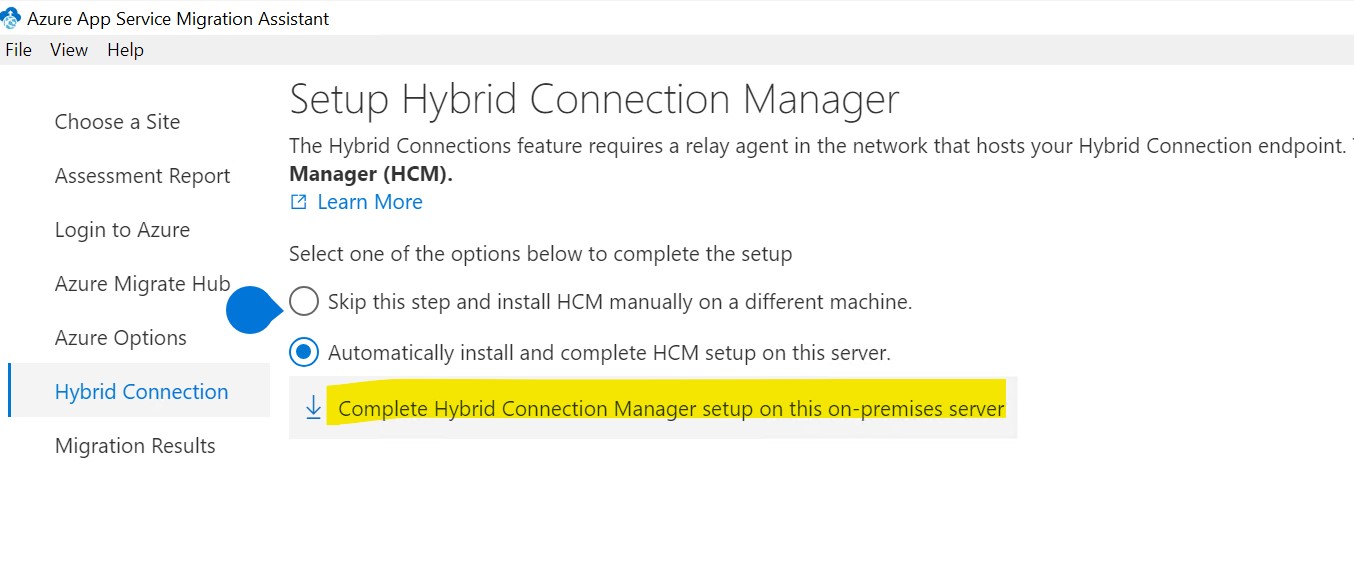 Azure App Service Migration Assistant
File View Help
Choose a Site
Assessment Report
Login to Azure
Azure Migrate Hub
Azure Options
Hybrid Connection
Migration Results
Setup Hybrid Connection Manager
The Hybrid Connections feature requires a relay agent in the network that hosts your Hybrid Connection endpoint.
Manager (HCM).
Learn More
Select one of the options below to complete the setup
Skip this step and install HCM manually on a different machine.
Automatically install and complete HCM setup on this server.
Complete Hybrid Connection Manager setup on this on-premises server